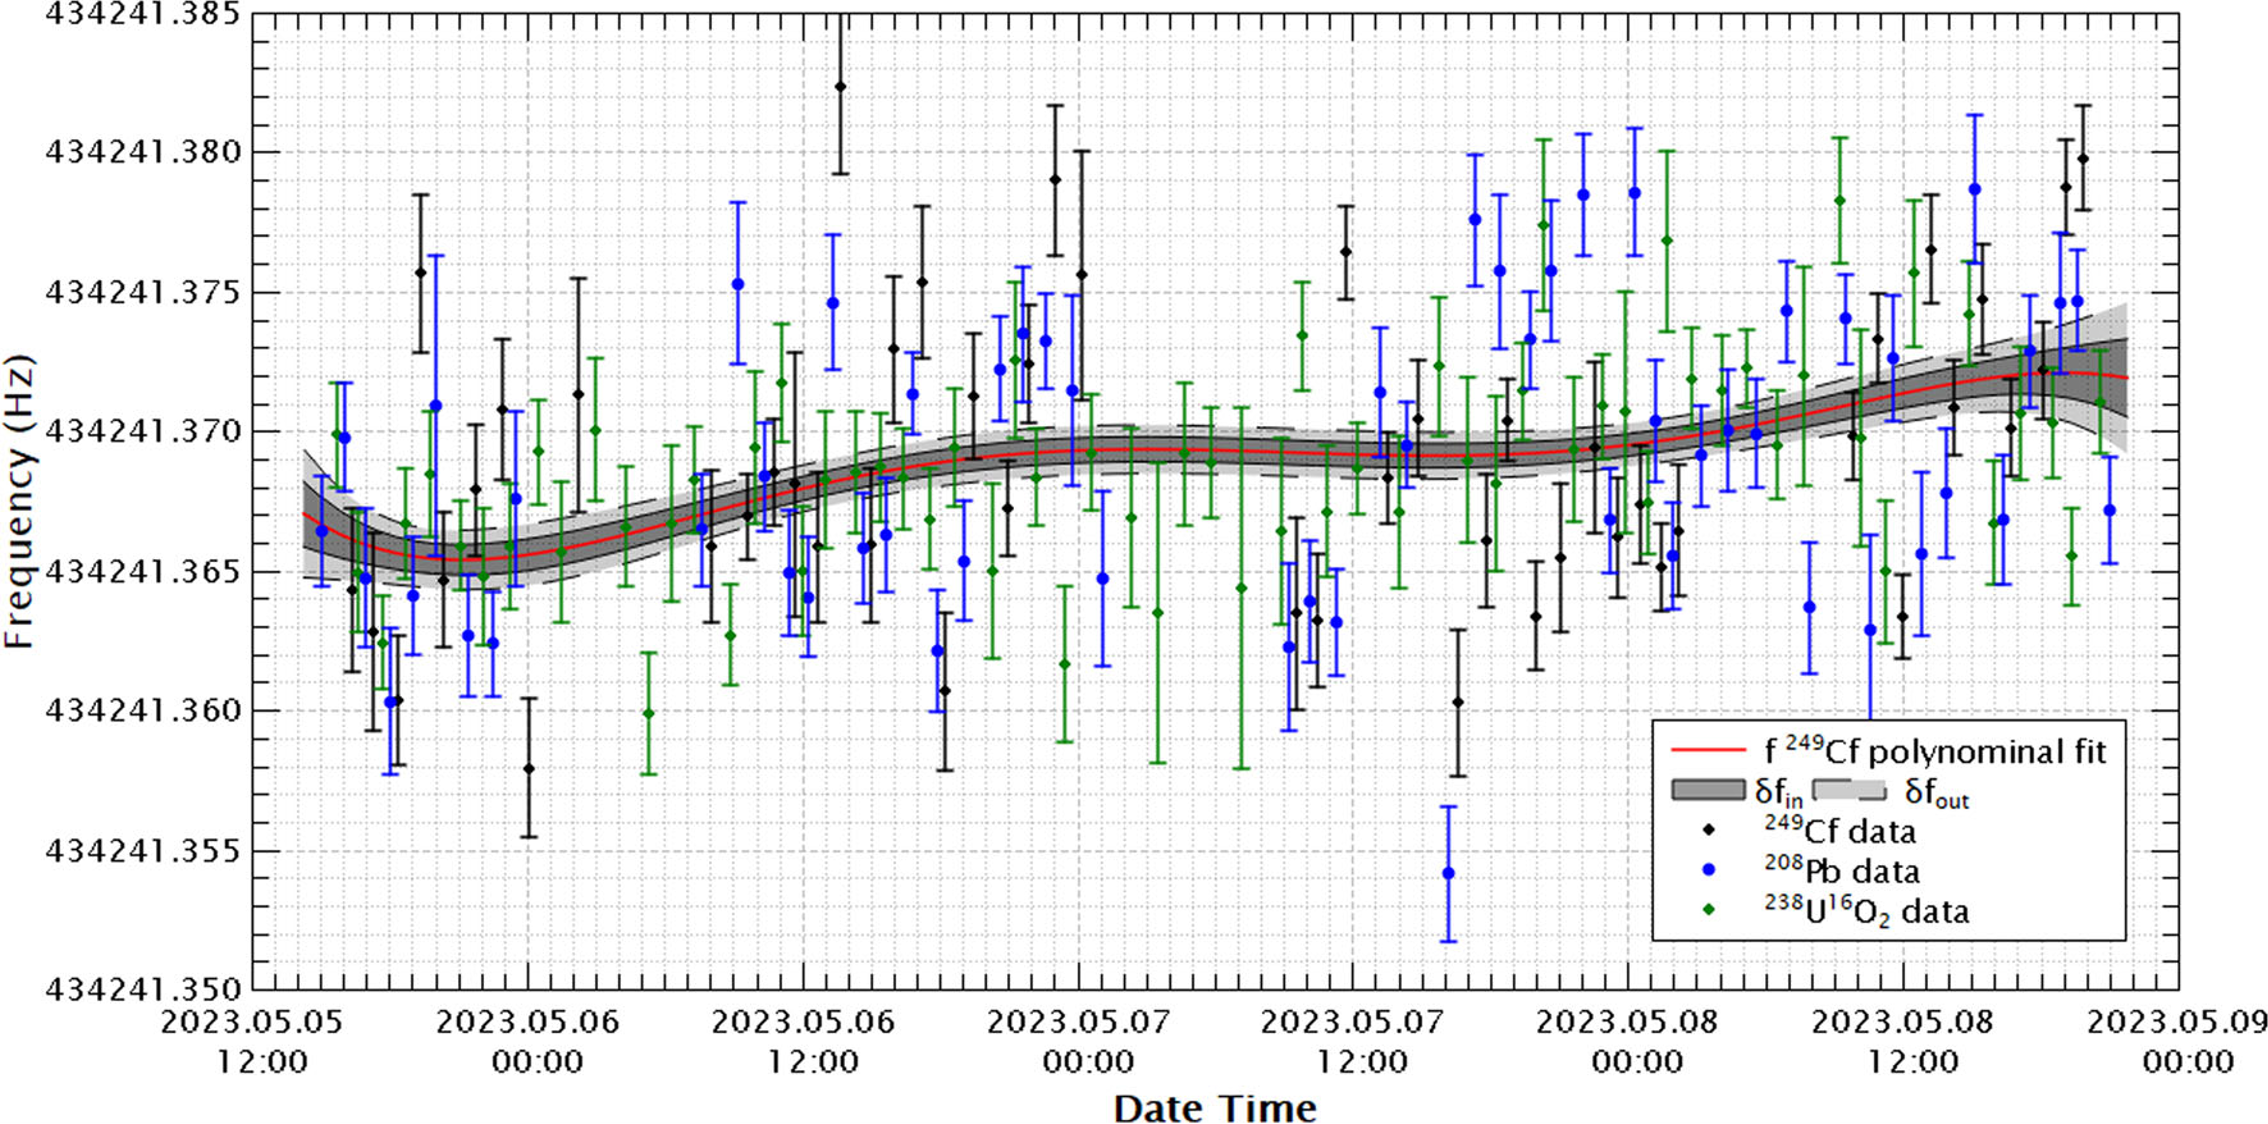 434241.385
434241.380
434241.375
434241.370
434241.365
434241.360
434241.355
434241.350
Frequency (Hz)
2023.05.05 2023.05.06 2023.05.06 2023.05.07 2023.05.07 2023.05.08 2023.05.08 2023.05.09
12:00 00:00 12:00 00:00 12:00 00:00 12:00 00:00
Date Time
f ²⁴⁹Cf polynominal fit
δfᵢₙ δfₒᵤₜ
²⁴⁹Cf data
²⁰⁸Pb data
²³⁸U¹⁶O₂ data